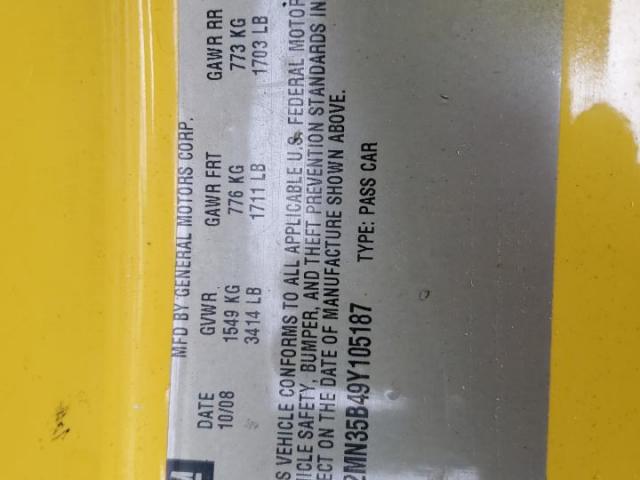 M
MFD BY GENERAL MOTORS CORP.
DATE GVWR GAWR FRT GAWR RR
10/08 1549 KG 776 KG 773 KG
3414 LB 1711 LB 1703 LB
S VEHICLE CONFORMS TO ALL APPLICABLE U.S. FEDERAL MOTOR
ICLE SAFETY, BUMPER, AND THEFT PREVENTION STANDARDS IN
ECT ON THE DATE OF MANUFACTURE SHOWN ABOVE.
2MN35B49Y105187 TYPE: PASS CAR